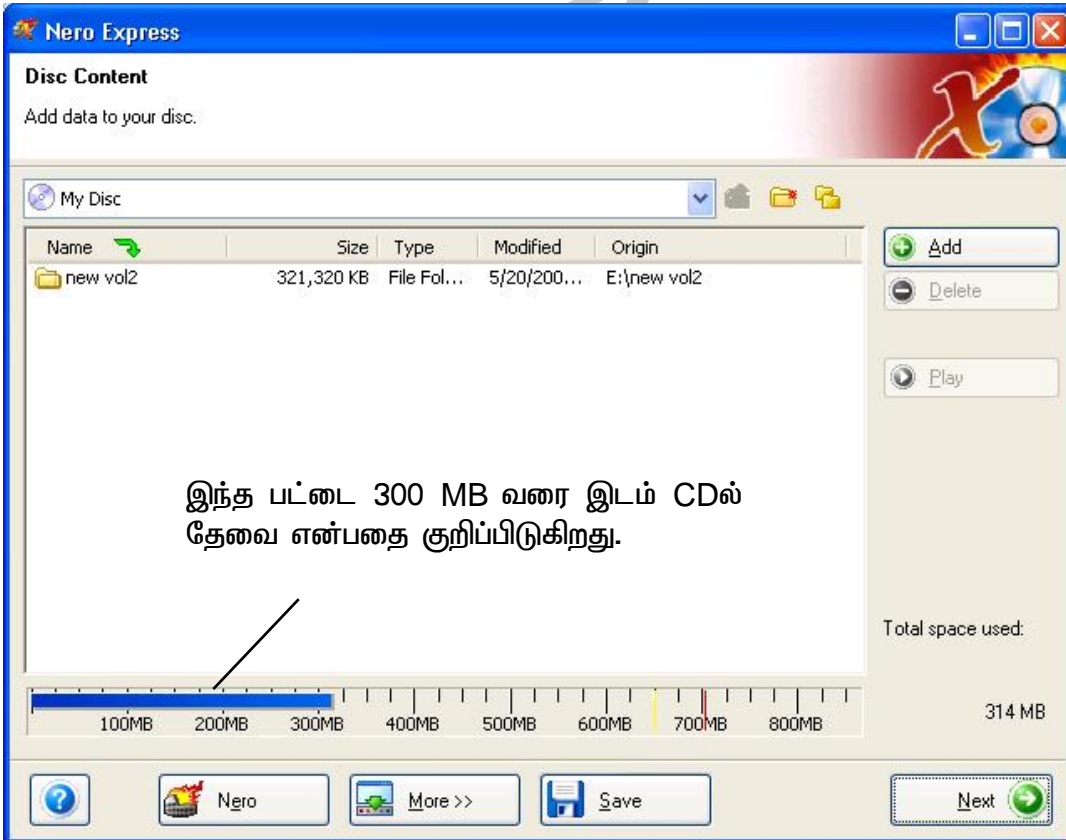 Nero Express
Disc Content
Add data to your disc.
My Disc
Name Size Type Modified Origin
new vol2 321,320 KB File Fol... 5/20/200... E:\new vol2
Add
Delete
Play
இந்த பட்டை 300 MB வரை இடம் CDல்
தேவை என்பதை குறிப்பிடுகிறது.
Total space used:
100MB 200MB 300MB 400MB 500MB 600MB 700MB 800MB
314 MB
Nero More >> Save Next